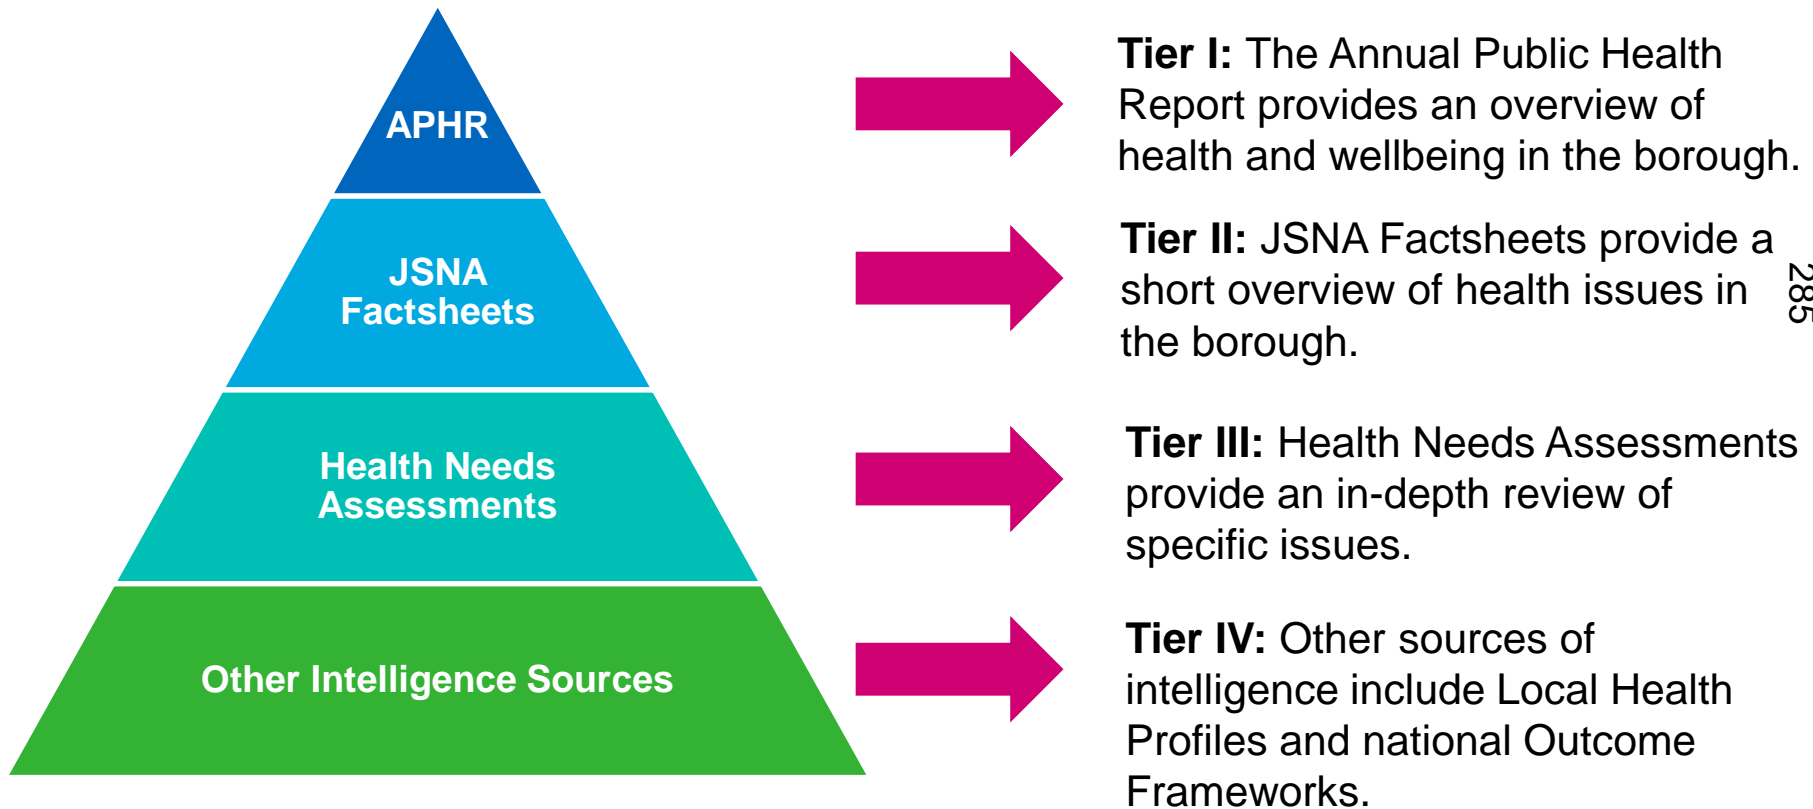 APHR
Tier I: The Annual Public Health
Report provides an overview of
health and wellbeing in the borough.
JSNA
Factsheets
Tier II: JSNA Factsheets provide a
short overview of health issues in
the borough.
285
Health Needs
Assessments
Tier III: Health Needs Assessments
provide an in-depth review of
specific issues.
Other Intelligence Sources
Tier IV: Other sources of
intelligence include Local Health
Profiles and national Outcome
Frameworks.